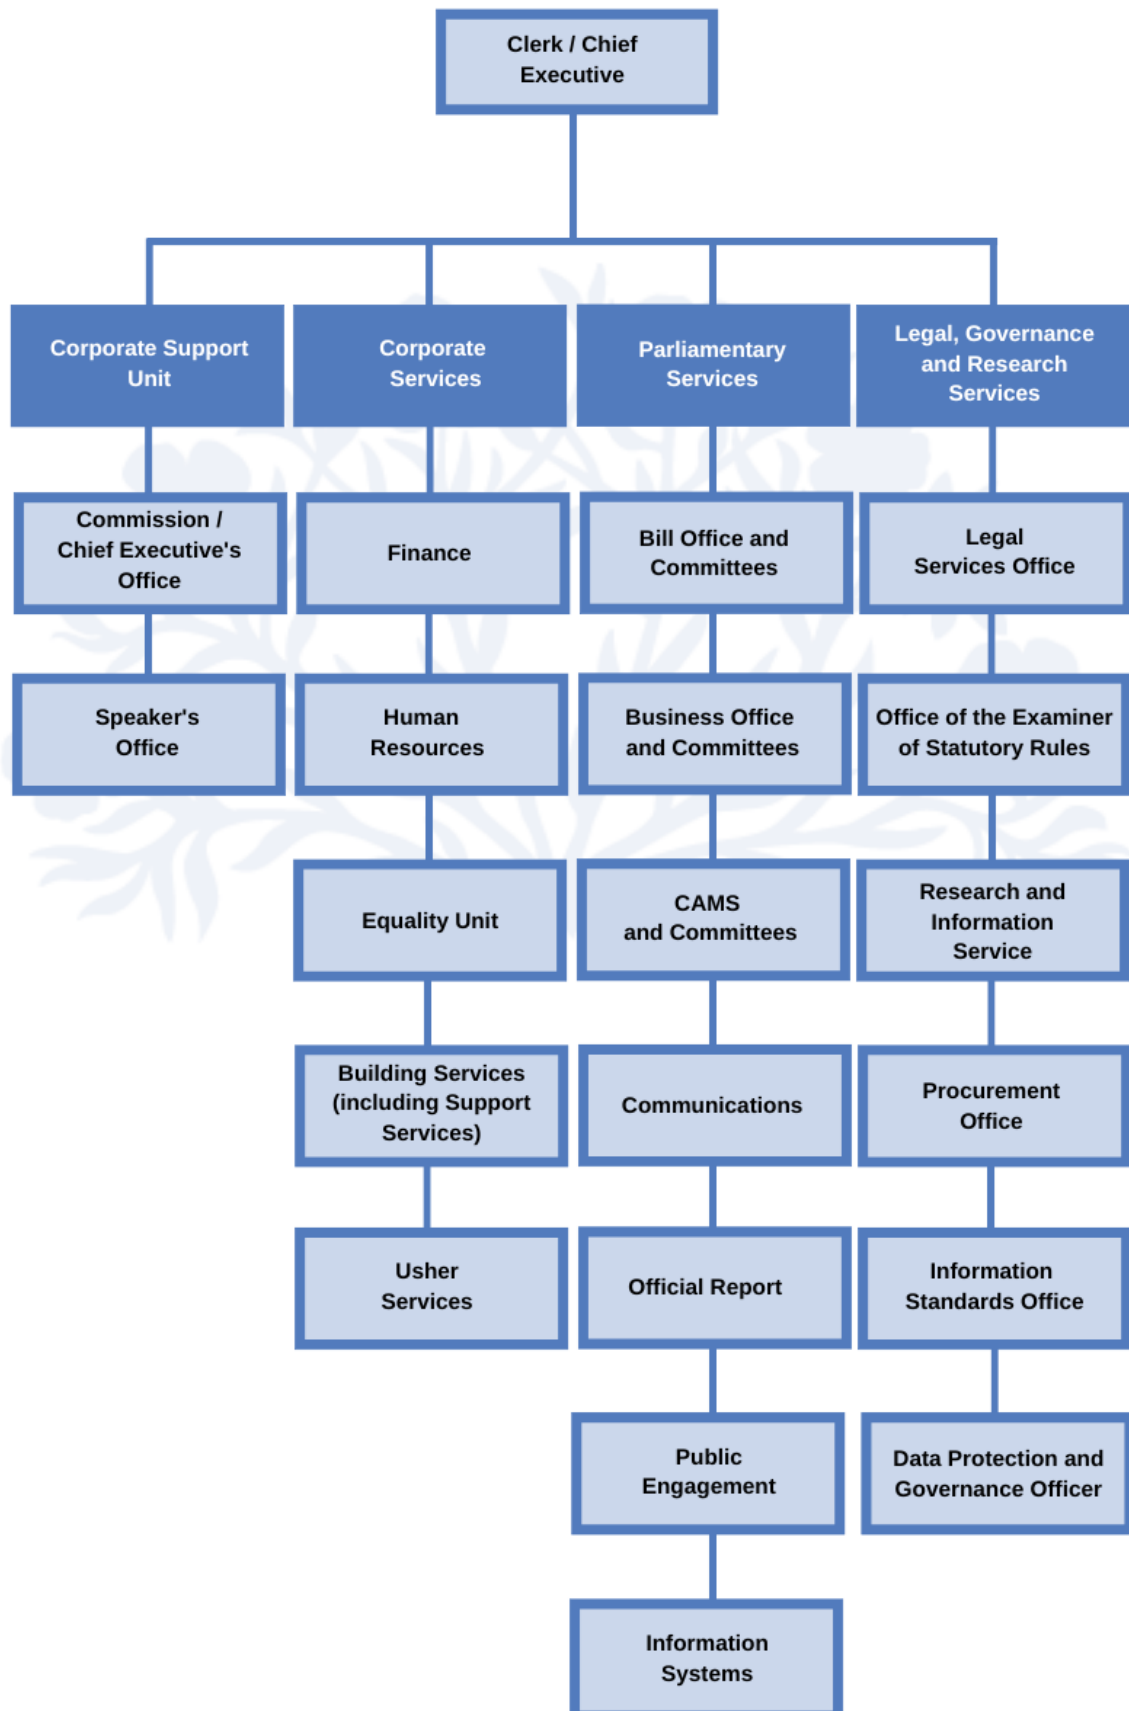 Clerk / Chief
Executive
Corporate Support
Unit
Corporate
Services
Parliamentary
Services
Legal, Governance
and Research
Services
Commission /
Chief Executive's
Office
Finance
Bill Office and
Committees
Legal
Services Office
Speaker's
Office
Human
Resources
Business Office
and Committees
Office of the Examiner
of Statutory Rules
Equality Unit
CAMS
and Committees
Research and
Information
Service
Building Services
(including Support
Services)
Communications
Procurement
Office
Usher
Services
Official Report
Information
Standards Office
Public
Engagement
Data Protection and
Governance Officer
Information
Systems